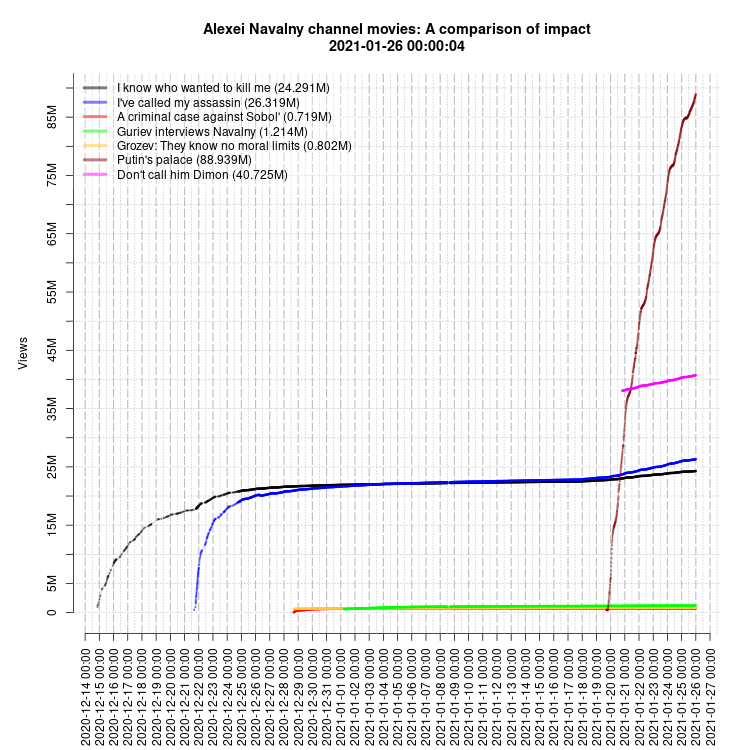 Alexei Navalny channel movies: A comparison of impact
2021-01-26 00:00:04
I know who wanted to kill me (24.291M)
I've called my assassin (26.319M)
A criminal case against Sobol' (0.719M)
Guriev interviews Navalny (1.214M)
Grozev: They know no moral limits (0.802M)
Putin's palace (88.939M)
Don't call him Dimon (40.725M)
Views
85M
75M
65M
55M
45M
35M
25M
15M
5M
0
2020-12-14 00:00
2020-12-15 00:00
2020-12-16 00:00
2020-12-17 00:00
2020-12-18 00:00
2020-12-19 00:00
2020-12-20 00:00
2020-12-21 00:00
2020-12-22 00:00
2020-12-23 00:00
2020-12-24 00:00
2020-12-25 00:00
2020-12-26 00:00
2020-12-27 00:00
2020-12-28 00:00
2020-12-29 00:00
2020-12-30 00:00
2020-12-31 00:00
2021-01-01 00:00
2021-01-02 00:00
2021-01-03 00:00
2021-01-04 00:00
2021-01-05 00:00
2021-01-06 00:00
2021-01-07 00:00
2021-01-08 00:00
2021-01-09 00:00
2021-01-10 00:00
2021-01-11 00:00
2021-01-12 00:00
2021-01-13 00:00
2021-01-14 00:00
2021-01-15 00:00
2021-01-16 00:00
2021-01-17 00:00
2021-01-18 00:00
2021-01-19 00:00
2021-01-20 00:00
2021-01-21 00:00
2021-01-22 00:00
2021-01-23 00:00
2021-01-24 00:00
2021-01-25 00:00
2021-01-26 00:00
2021-01-27 00:00